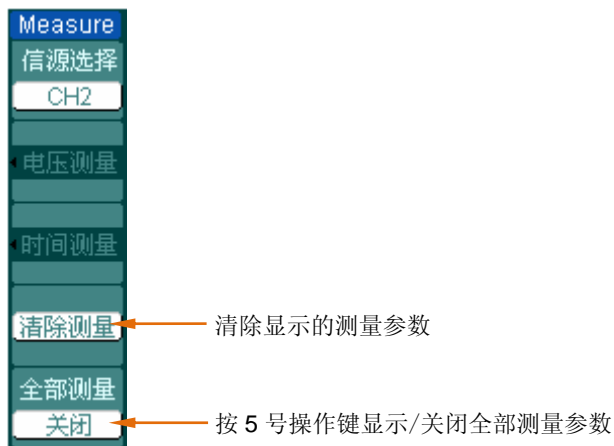 Measure
信源选择
CH2
电压测量
时间测量
清除测量
清除显示的测量参数
全部测量
关闭
按 5 号操作键显示/关闭全部测量参数